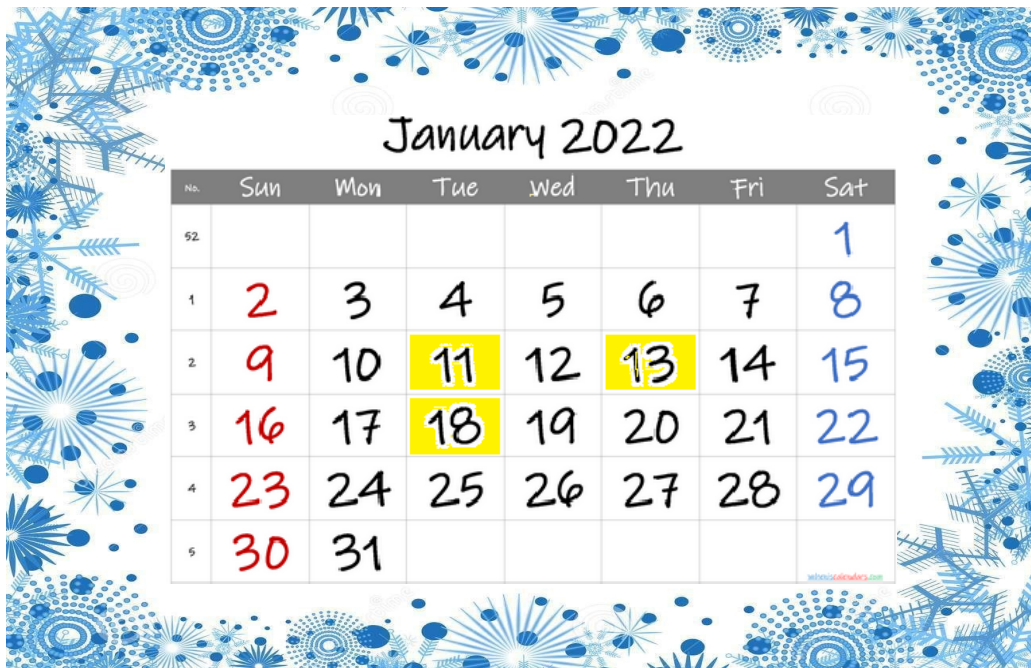 January 2022
No. Sun Mon Tue Wed Thu Fri Sat
52 1
1 2 3 4 5 6 7 8
2 9 10 11 12 13 14 15
3 16 17 18 19 20 21 22
4 23 24 25 26 27 28 29
5 30 31